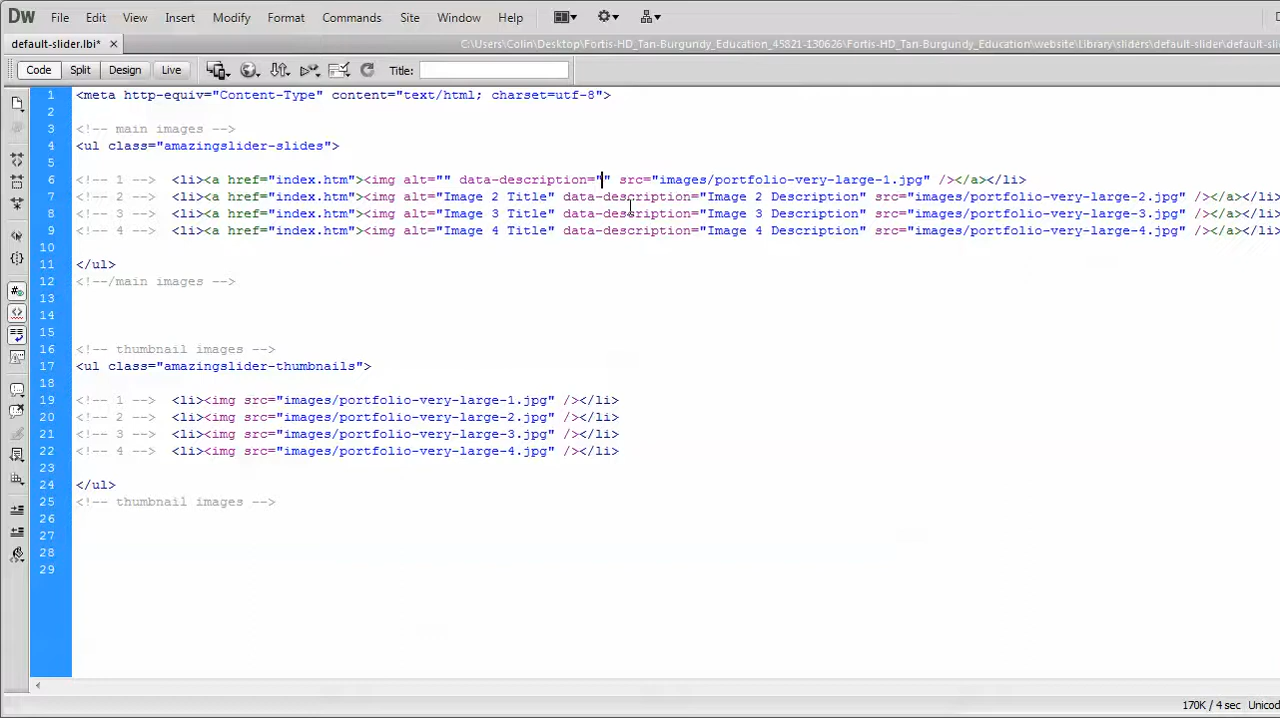 Dw File Edit View Insert Modify Format Commands Site Window Help
default-slider.lbi* C:\Users\Colin\Desktop\Fortis-HD_Tan-Burgundy_Education_45821-130626\Fortis-HD_Tan-Burgundy_Education\website\Library\sliders\default-slider\default-sli
Code Split Design Live Title:
1 <meta http-equiv="Content-Type" content="text/html; charset=utf-8">
2
3 <!-- main images -->
4 <ul class="amazingslider-slides">
5
6 <!-- 1 --> <li><a href="index.htm"><img alt="" data-description="" src="images/portfolio-very-large-1.jpg" /></a></li>
7 <!-- 2 --> <li><a href="index.htm"><img alt="Image 2 Title" data-description="Image 2 Description" src="images/portfolio-very-large-2.jpg" /></a></li>
8 <!-- 3 --> <li><a href="index.htm"><img alt="Image 3 Title" data-description="Image 3 Description" src="images/portfolio-very-large-3.jpg" /></a></li>
9 <!-- 4 --> <li><a href="index.htm"><img alt="Image 4 Title" data-description="Image 4 Description" src="images/portfolio-very-large-4.jpg" /></a></li>
10
11 </ul>
12 <!--/main images -->
13
14
15
16 <!-- thumbnail images -->
17 <ul class="amazingslider-thumbnails">
18
19 <!-- 1 --> <li><img src="images/portfolio-very-large-1.jpg" /></li>
20 <!-- 2 --> <li><img src="images/portfolio-very-large-2.jpg" /></li>
21 <!-- 3 --> <li><img src="images/portfolio-very-large-3.jpg" /></li>
22 <!-- 4 --> <li><img src="images/portfolio-very-large-4.jpg" /></li>
23
24 </ul>
25 <!-- thumbnail images -->
26
27
28
29
170K / 4 sec Unicod